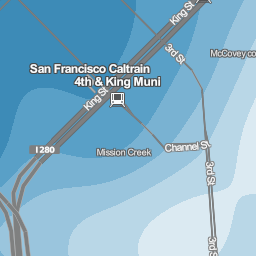 King St
3rd St
McCovey.co
San Francisco Caltrain
4th & King Muni
King St
I 280
Mission Creek
Channel St
3rd St
3rd St